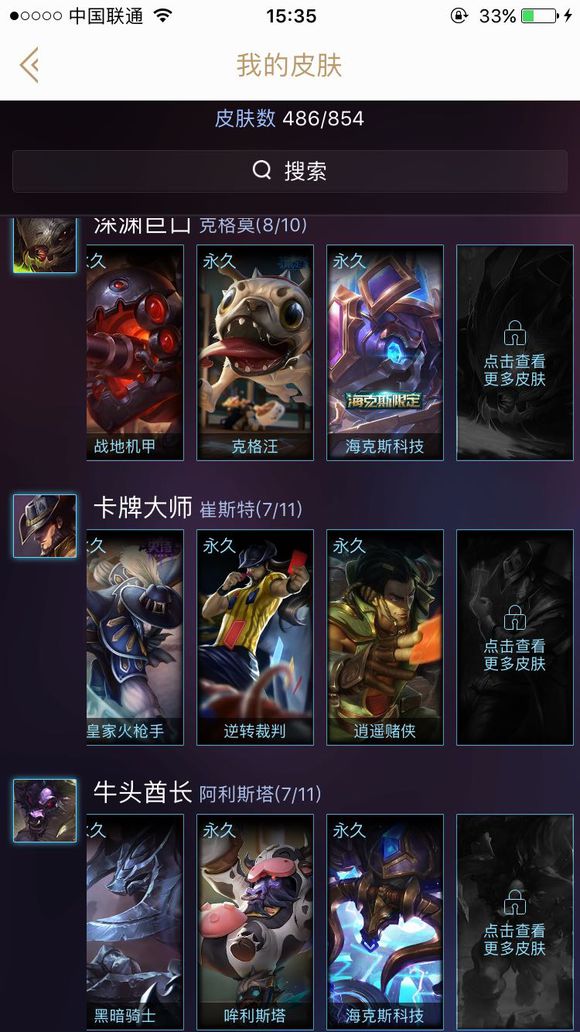 中国联通
15:35
33%
我的皮肤
皮肤数 486/854
搜索
深渊巨口 克格莫(8/10)
永久
永久
永久
海克斯限定
点击查看
更多皮肤
战地机甲
克格汪
海克斯科技
卡牌大师 崔斯特(7/11)
永久
永久
永久
点击查看
更多皮肤
皇家火枪手
逆转裁判
逍遥赌侠
牛头酋长 阿利斯塔(7/11)
永久
永久
永久
点击查看
更多皮肤
黑暗骑士
哞利斯塔
海克斯科技